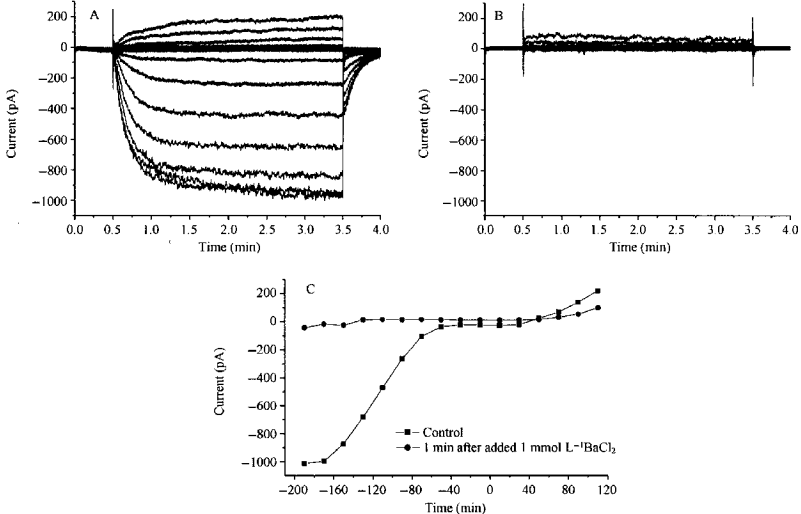 A
200
0
−200
−400
−600
−800
−1000
Current (pA)
0.0 0.5 1.0 1.5 2.0 2.5 3.0 3.5 4.0
Time (min)
B
200
0
−200
−400
−600
−800
−1000
Current (pA)
0.0 0.5 1.0 1.5 2.0 2.5 3.0 3.5 4.0
Time (min)
C
200
0
−200
−400
−600
−800
−1000
Current (pA)
Control
1 min after added 1 mmol L⁻¹BaCl₂
−200 −160 −120 −80 −40 0 40 80 120
Time (min)